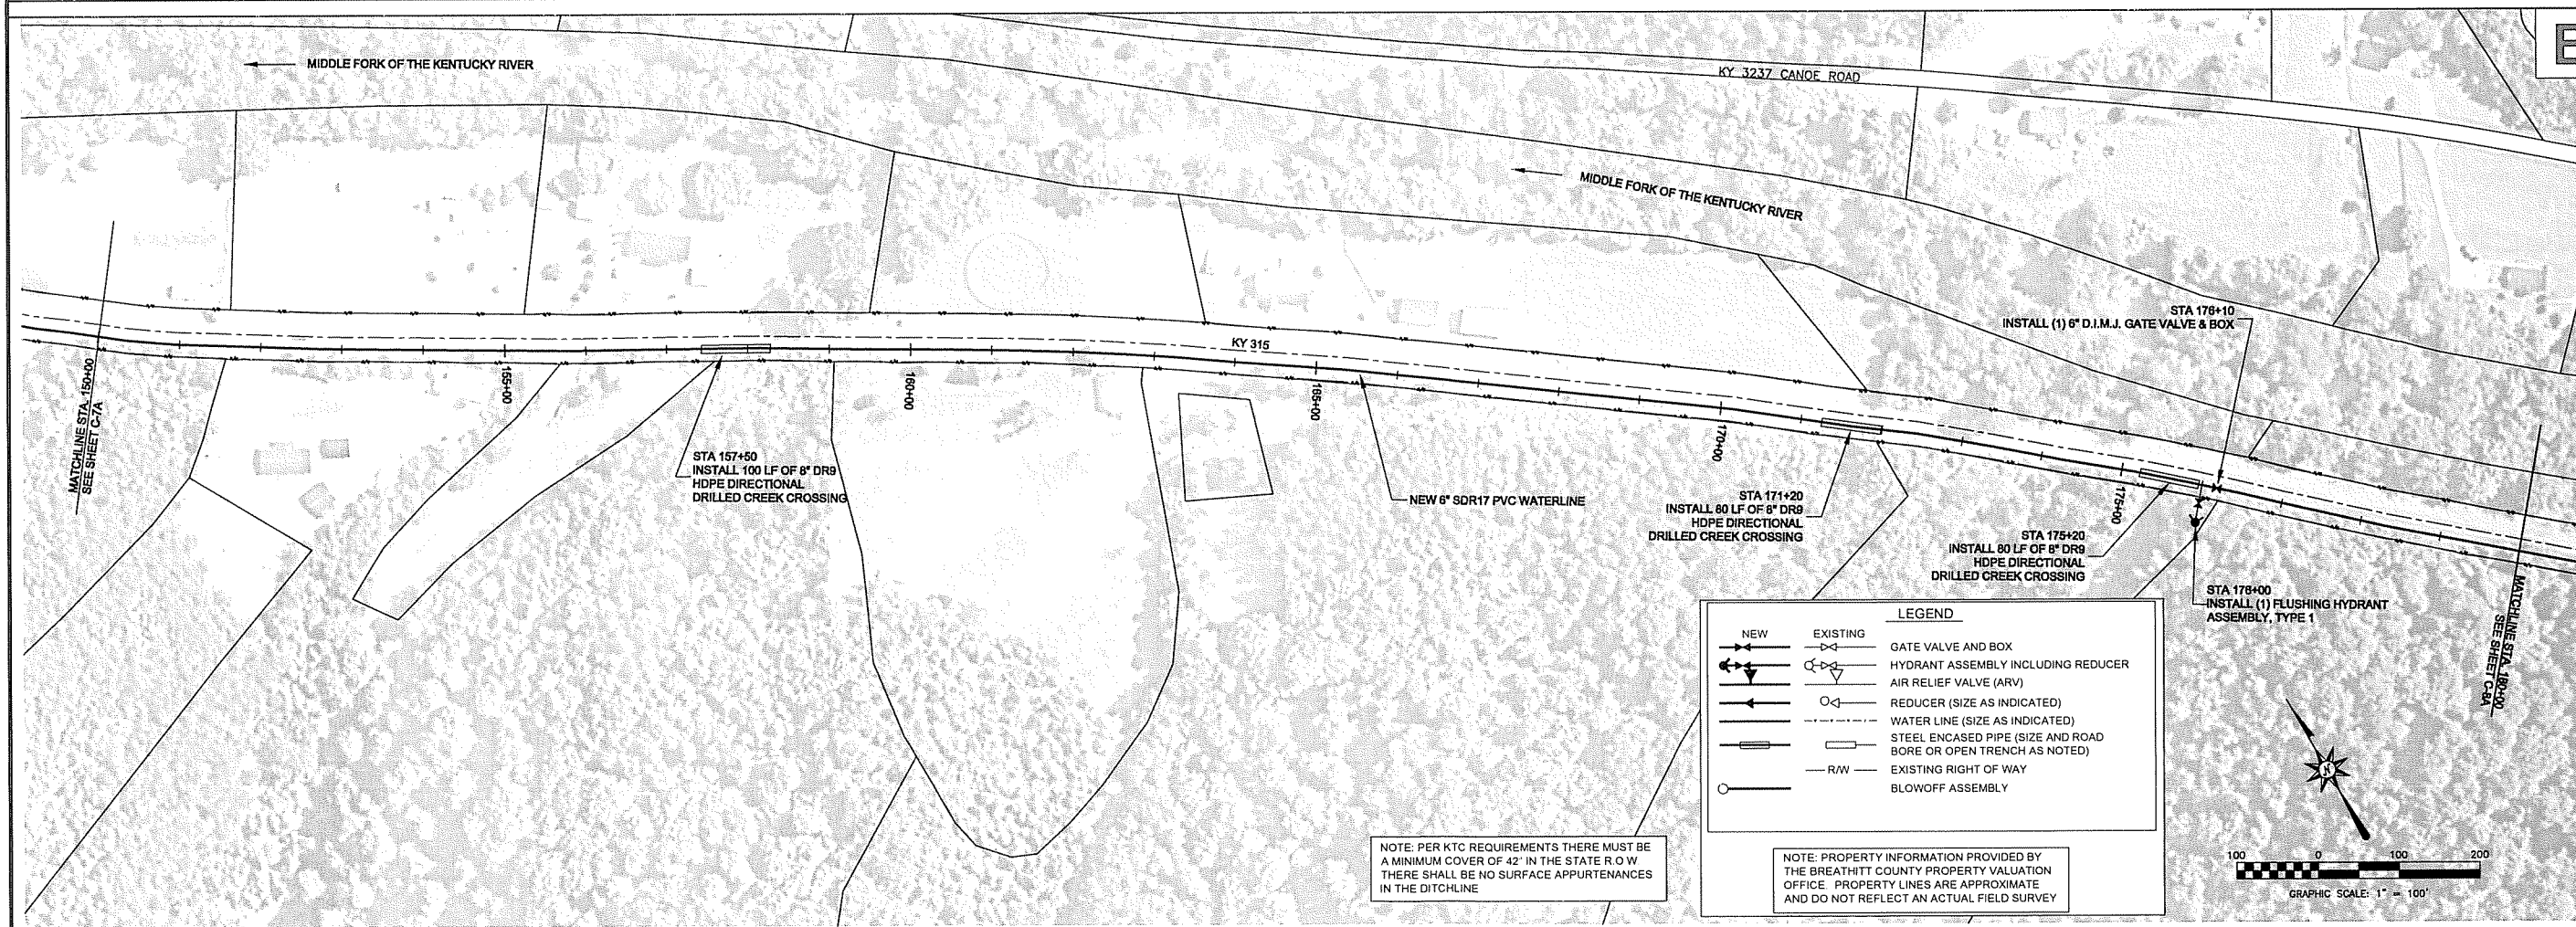 MIDDLE FORK OF THE KENTUCKY RIVER
KY 3237 CANOE ROAD
E
MIDDLE FORK OF THE KENTUCKY RIVER
STA 176+10
INSTALL (1) 6" D.I.M.J. GATE VALVE & BOX
KY 315
MATCHLINE STA. 150+00
SEE SHEET C-7A
155+00
160+00
165+00
170+00
175+00
STA 157+50
INSTALL 100 LF OF 8" DR9
HDPE DIRECTIONAL
DRILLED CREEK CROSSING
NEW 6" SDR17 PVC WATERLINE
STA 171+20
INSTALL 80 LF OF 8" DR9
HDPE DIRECTIONAL
DRILLED CREEK CROSSING
STA 175+20
INSTALL 80 LF OF 8" DR9
HDPE DIRECTIONAL
DRILLED CREEK CROSSING
STA 176+00
INSTALL (1) FLUSHING HYDRANT
ASSEMBLY, TYPE 1
MATCHLINE STA. 180+00
SEE SHEET C-8A
LEGEND
NEW EXISTING
GATE VALVE AND BOX
HYDRANT ASSEMBLY INCLUDING REDUCER
AIR RELIEF VALVE (ARV)
REDUCER (SIZE AS INDICATED)
WATER LINE (SIZE AS INDICATED)
STEEL ENCASED PIPE (SIZE AND ROAD
BORE OR OPEN TRENCH AS NOTED)
R/W EXISTING RIGHT OF WAY
BLOWOFF ASSEMBLY
NOTE: PER KTC REQUIREMENTS THERE MUST BE
A MINIMUM COVER OF 42" IN THE STATE R.O.W.
THERE SHALL BE NO SURFACE APPURTENANCES
IN THE DITCHLINE
NOTE: PROPERTY INFORMATION PROVIDED BY
THE BREATHITT COUNTY PROPERTY VALUATION
OFFICE. PROPERTY LINES ARE APPROXIMATE
AND DO NOT REFLECT AN ACTUAL FIELD SURVEY
N
100 0 100 200
GRAPHIC SCALE: 1" = 100'